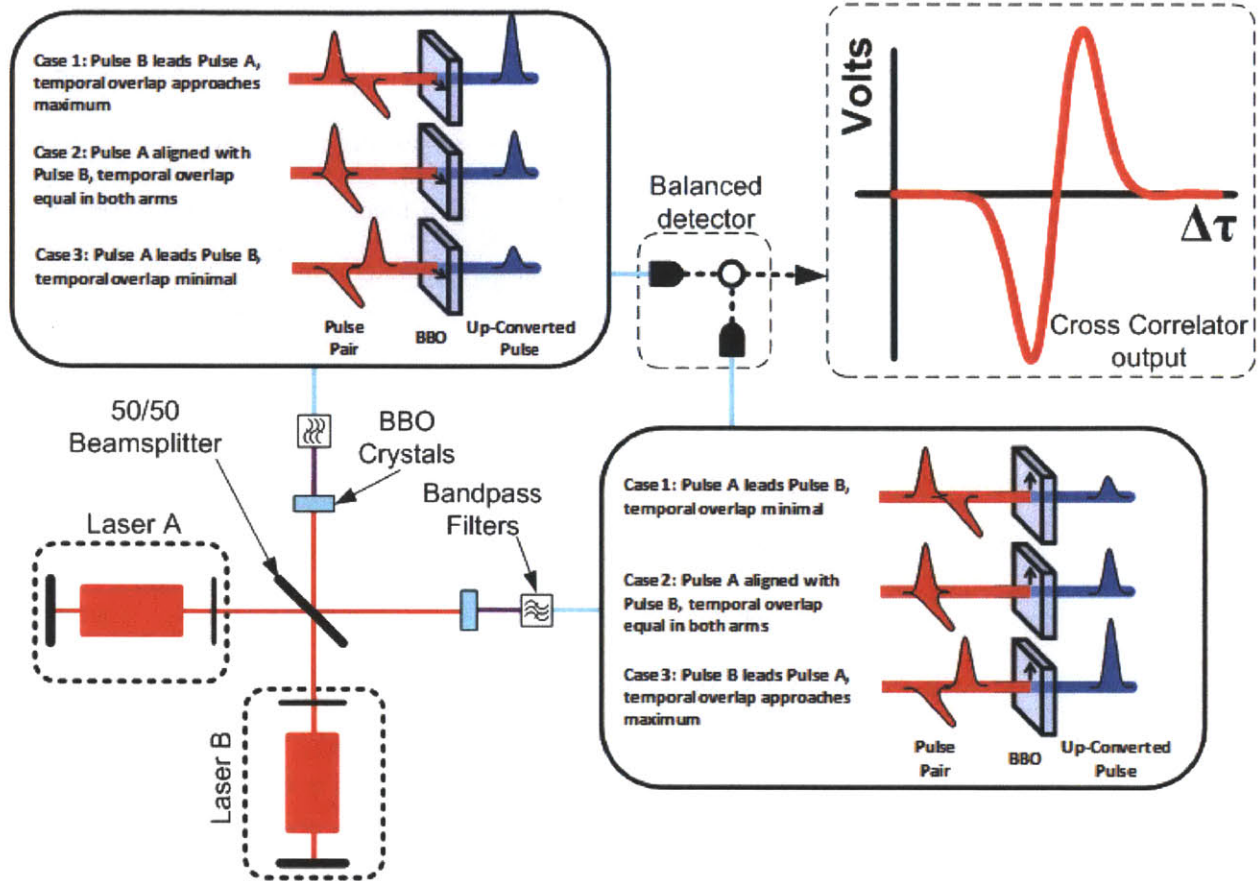 Case 1: Pulse B leads Pulse A,
temporal overlap approaches
maximum
Case 2: Pulse A aligned with
Pulse B, temporal overlap
equal in both arms
Case 3: Pulse A leads Pulse B,
temporal overlap minimal
Pulse
Pair
BBO
Up-Converted
Pulse
Balanced
detector
Volts
Δτ
Cross Correlator
output
50/50
Beamsplitter
BBO
Crystals
Bandpass
Filters
Laser A
Laser B
Case 1: Pulse A leads Pulse B,
temporal overlap minimal
Case 2: Pulse A aligned with
Pulse B, temporal overlap
equal in both arms
Case 3: Pulse B leads Pulse A,
temporal overlap approaches
maximum
Pulse
Pair
BBO
Up-Converted
Pulse